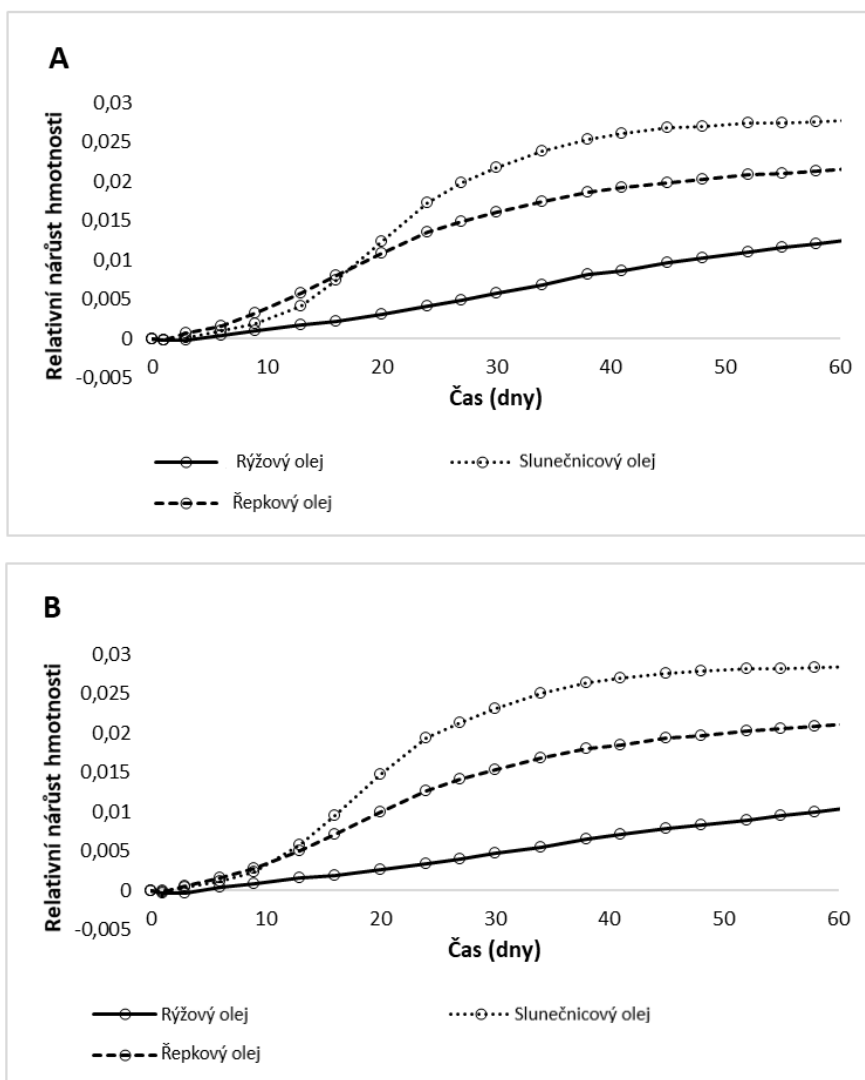 A
Relativní nárůst hmotnosti
0,03
0,025
0,02
0,015
0,01
0,005
0
-0,005
0 10 20 30 40 50 60
Čas (dny)
Rýžový olej Slunečnicový olej
Řepkový olej
B
Relativní nárůst hmotnosti
0,03
0,025
0,02
0,015
0,01
0,005
0
-0,005
0 10 20 30 40 50 60
Čas (dny)
Rýžový olej Slunečnicový olej
Řepkový olej